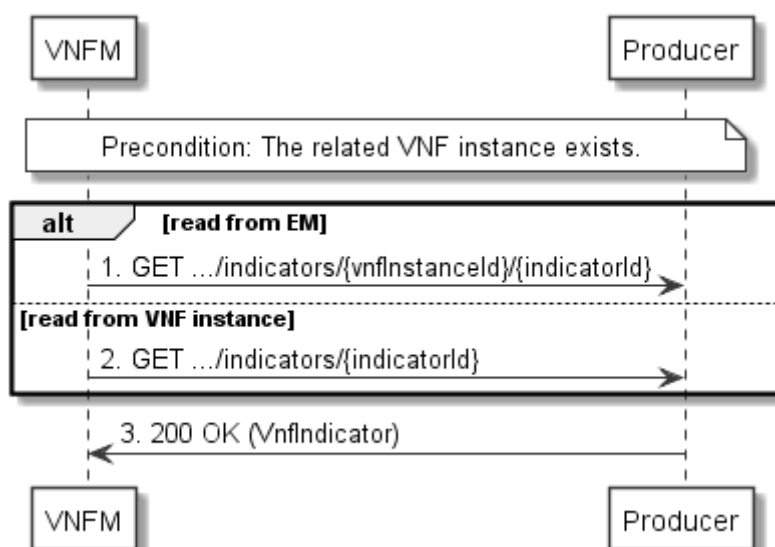 VNFM
Producer
Precondition: The related VNF instance exists.
alt
[read from EM]
1. GET .../indicators/{vnfInstanceId}/{indicatorId}
[read from VNF instance]
2. GET .../indicators/{indicatorId}
3. 200 OK (VnfIndicator)
VNFM
Producer